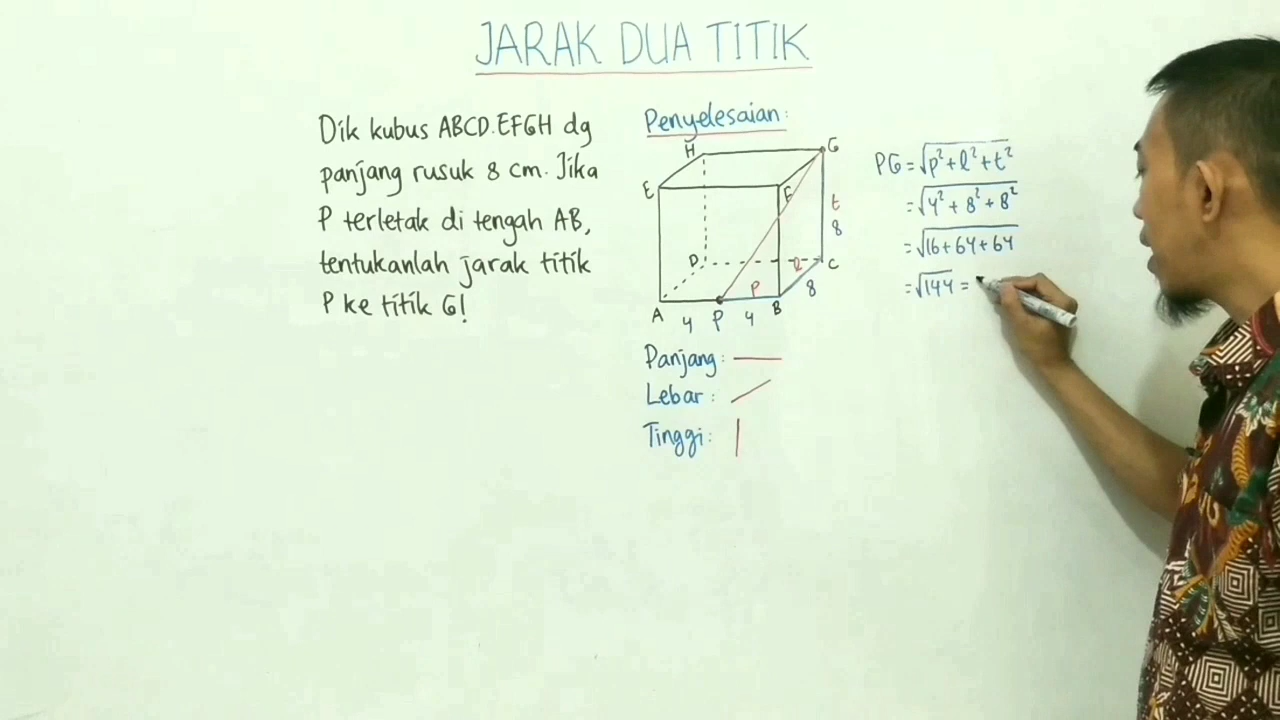 JARAK DUA TITIK
Dik kubus ABCD.EFGH dg
panjang rusuk 8 cm. Jika
P terletak di tengah AB,
tentukanlah jarak titik
P ke titik G!
Penyelesaian:
H
G
E
F
t
8
D
l
C
P
8
A
4
P
4
B
Panjang:
Lebar:
Tinggi:
PG = √p²+l²+t²
= √4²+8²+8²
= √16+64+64
= √144 =